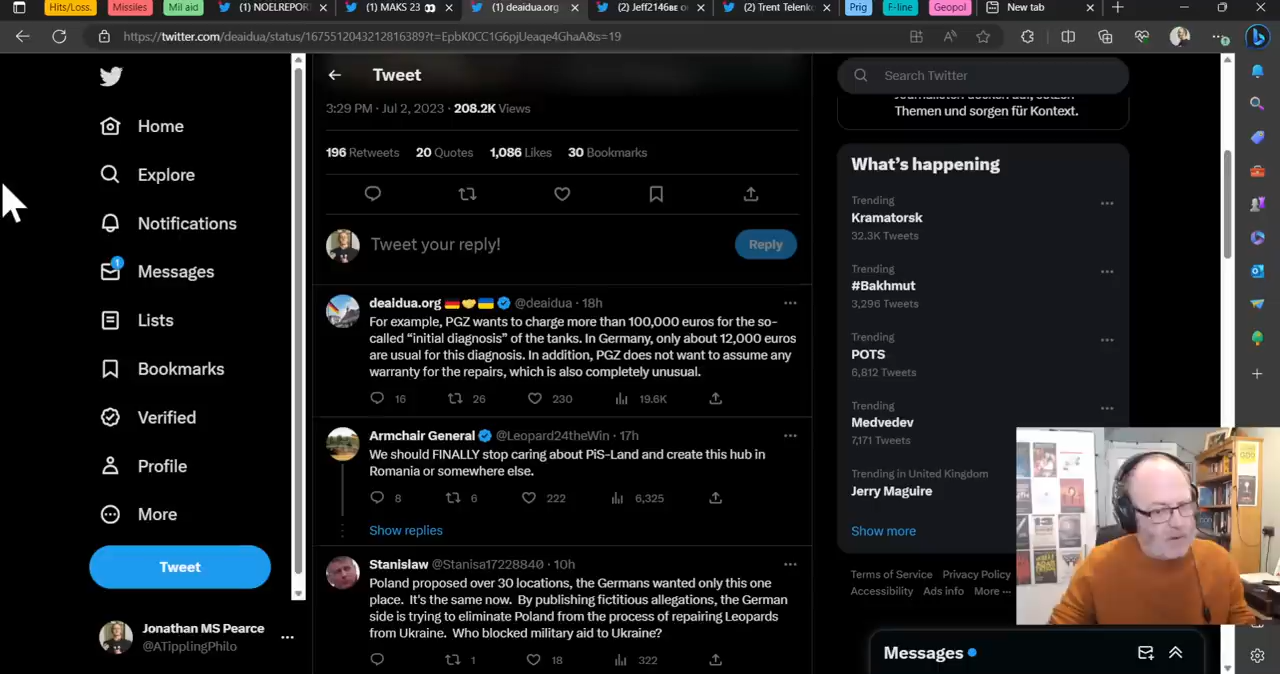 Hits/Loss.
Missiles
Mil aid
(1) NOELREPOR
(1) MAKS 23
(1) deaidua.org
(2) Jeff2146
(2) Trent Telenko
Prig
F-line
Geopol
New tab
https://twitter.com/deaidua/status/1675512043212816389?t=EpbK0CC1G6pjUeaqe4GhaA&s=19
Home
Explore
Notifications
1
Messages
Lists
Bookmarks
Verified
Profile
More
Tweet
Jonathan MS Pearce
@ATipplingPhilo
Tweet
3:29 PM · Jul 2, 2023 · 208.2K Views
196 Retweets 20 Quotes 1,086 Likes 30 Bookmarks
Tweet your reply!
Reply
deaidua.org @deaidua · 18h
For example, PGZ wants to charge more than 100,000 euros for the so-
called “initial diagnosis” of the tanks. In Germany, only about 12,000 euros
are usual for this diagnosis. In addition, PGZ does not want to assume any
warranty for the repairs, which is also completely unusual.
16 26 230 19.6K
Armchair General @Leopard24theWin · 17h
We should FINALLY stop caring about PiS-Land and create this hub in
Romania or somewhere else.
8 6 222 6,325
Show replies
Stanislaw @Stanisa17228840 · 10h
Poland proposed over 30 locations, the Germans wanted only this one
place. It's the same now. By publishing fictitious allegations, the German
side is trying to eliminate Poland from the process of repairing Leopards
from Ukraine. Who blocked military aid to Ukraine?
1 18 322
Search Twitter
Themen und sorgen für Kontext.
What's happening
Trending
Kramatorsk
32.3K Tweets
Trending
#Bakhmut
3,296 Tweets
Trending
POTS
6,812 Tweets
Trending
Medvedev
7,171 Tweets
Trending in United Kingdom
Jerry Maguire
Show more
Terms of Service Privacy Policy
Accessibility Ads info More ···
Messages